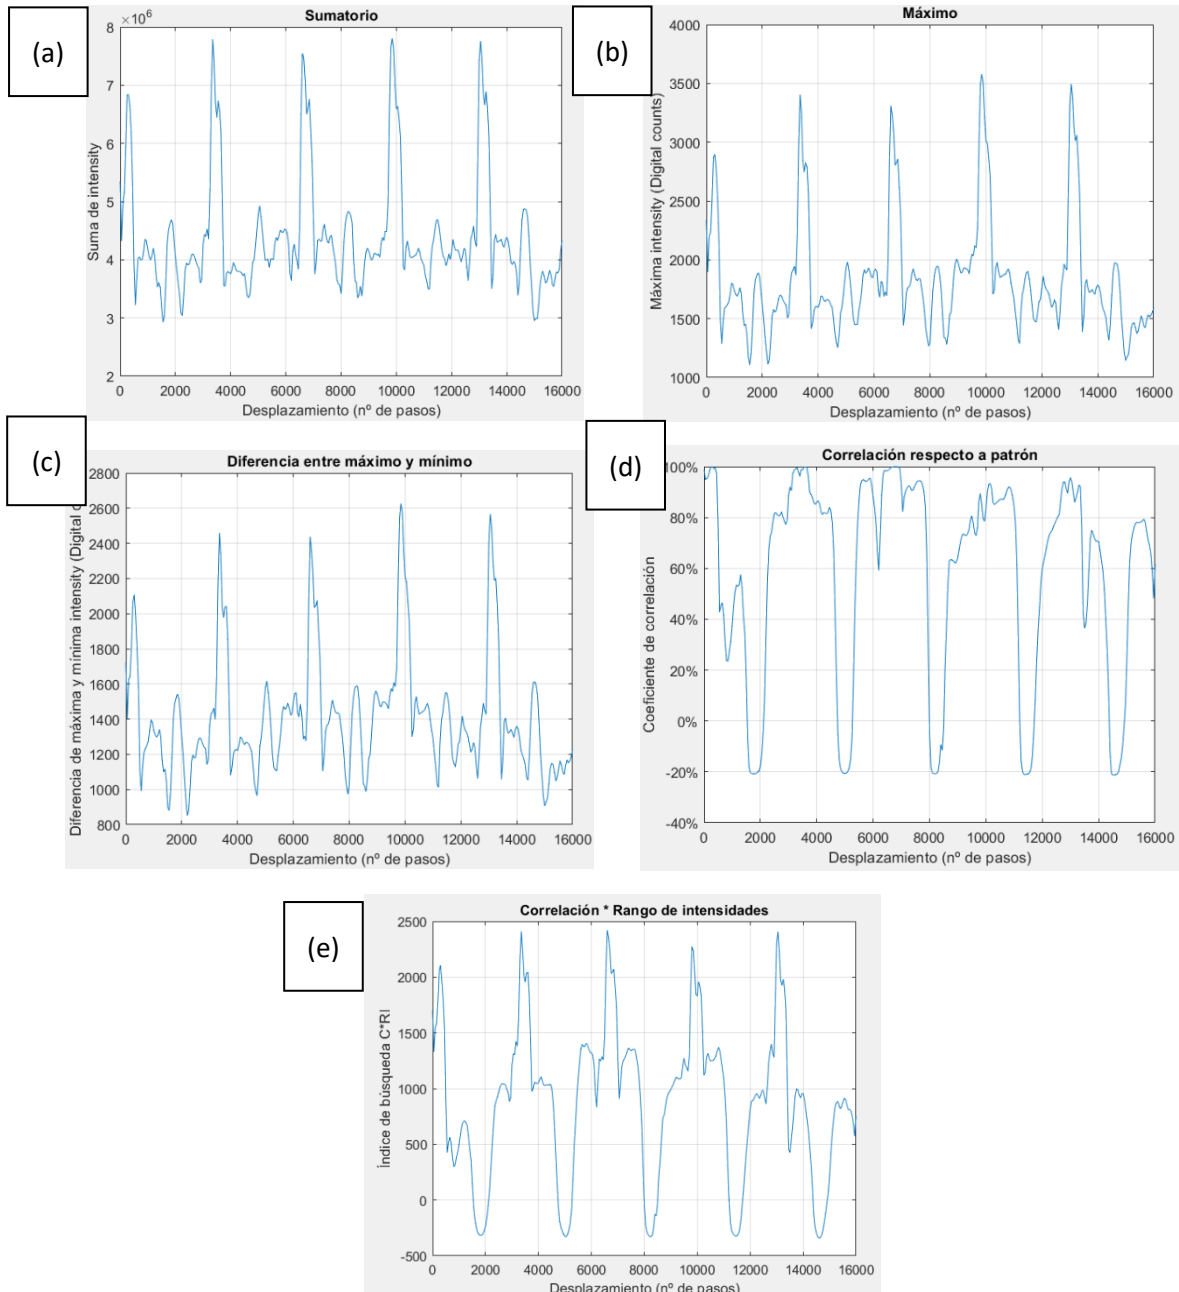 (a)
Sumatorio
8 ×10⁶
7
6
5
4
3
2
Suma de intensity
0 2000 4000 6000 8000 10000 12000 14000 16000
Desplazamiento (nº de pasos)
(b)
Máximo
4000
3500
3000
2500
2000
1500
1000
Máxima intensity (Digital counts)
0 2000 4000 6000 8000 10000 12000 14000 16000
Desplazamiento (nº de pasos)
(c)
Diferencia entre máximo y mínimo
2800
2600
2400
2200
2000
1800
1600
1400
1200
1000
800
Diferencia de máxima y mínima intensity (Digital
0 2000 4000 6000 8000 10000 12000 14000 16000
Desplazamiento (nº de pasos)
(d)
Correlación respecto a patrón
100%
80%
60%
40%
20%
0%
-20%
-40%
Coeficiente de correlación
0 2000 4000 6000 8000 10000 12000 14000 16000
Desplazamiento (nº de pasos)
(e)
Correlación * Rango de intensidades
2500
2000
1500
1000
500
0
-500
Índice de búsqueda C*RI
0 2000 4000 6000 8000 10000 12000 14000 16000
Desplazamiento (nº de pasos)